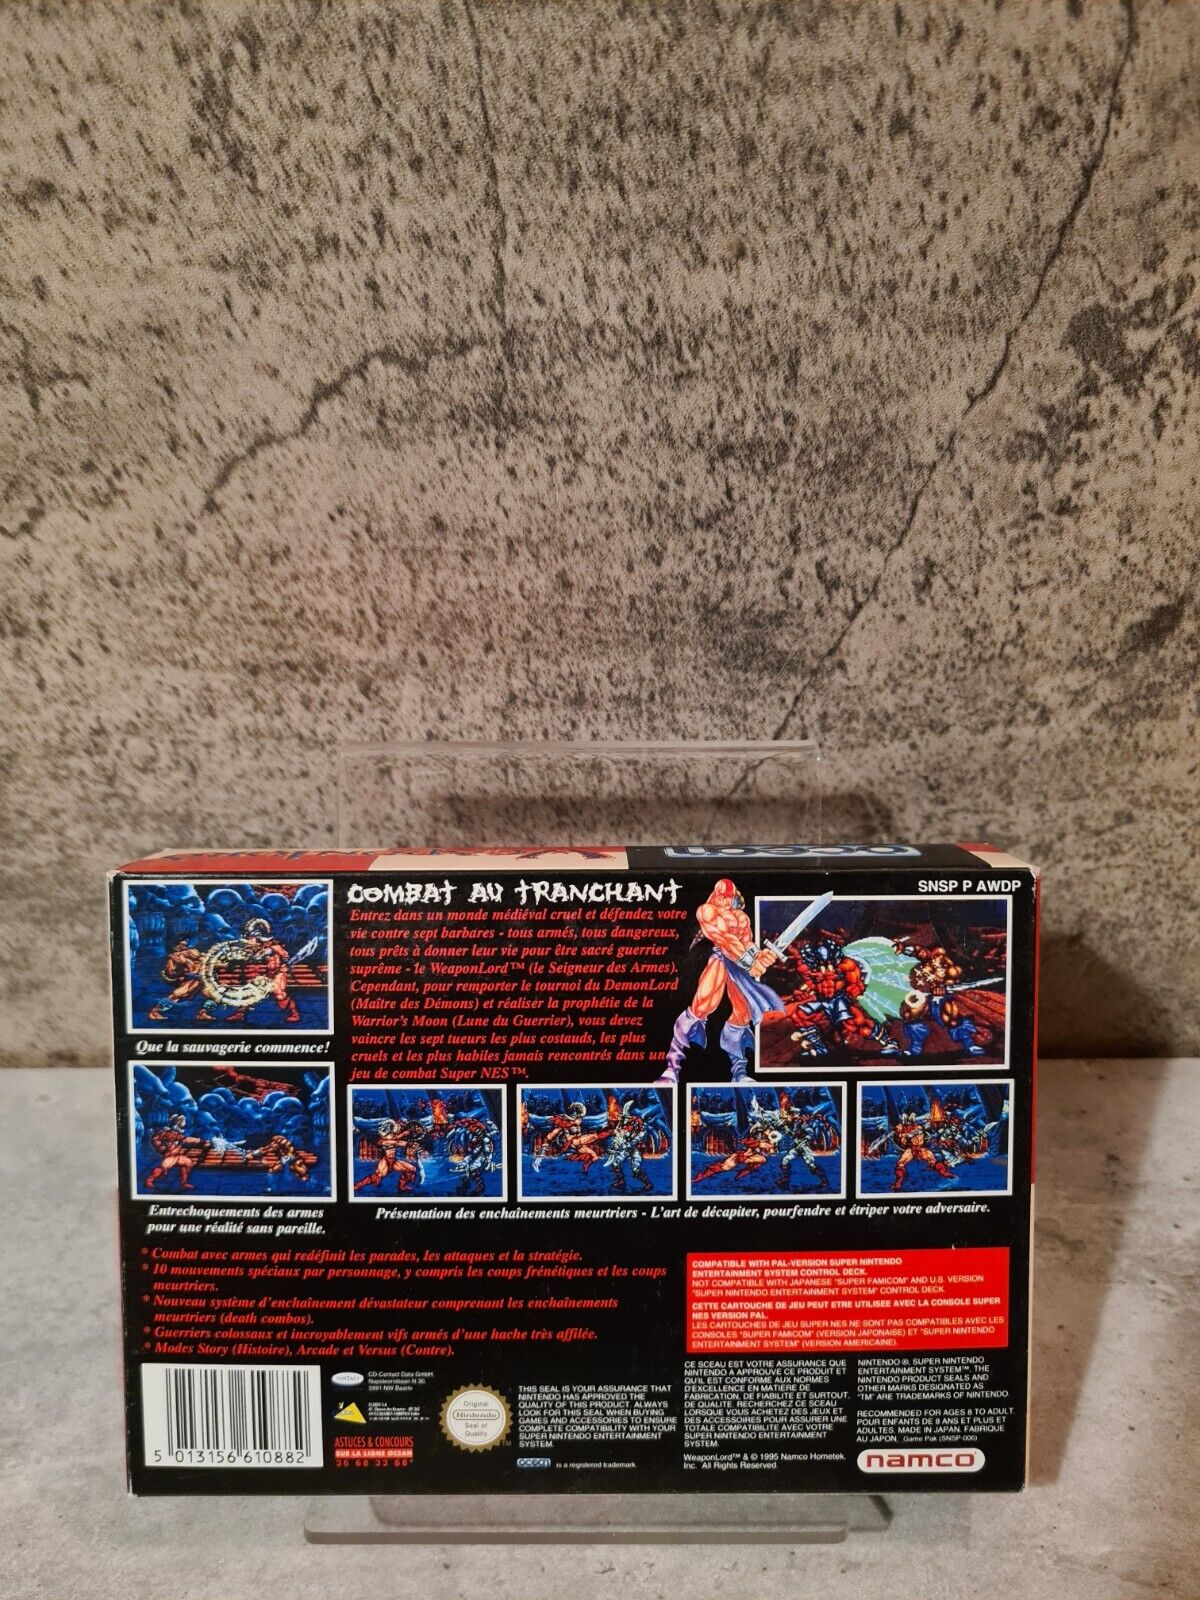 ocean
SNSP P AWDP
COMBAT AU TRANCHANT
Entrez dans un monde médiéval cruel et défendez votre
vie contre sept barbares - tous armés, tous dangereux,
tous prêts à donner leur vie pour être sacré guerrier
suprême - le WeaponLord™ (le Seigneur des Armes).
Cependant, pour remporter le tournoi du DemonLord
(Maître des Démons) et réaliser la prophétie de la
Warrior's Moon (Lune du Guerrier), vous devez
vaincre les sept tueurs les plus costauds, les plus
cruels et les plus habiles jamais rencontrés dans un
jeu de combat Super NES™.
Que la sauvagerie commence!
Entrechoquements des armes
pour une réalité sans pareille.
Présentation des enchaînements meurtriers - L'art de décapiter, pourfendre et étriper votre adversaire.
* Combat avec armes qui redéfinit les parades, les attaques et la stratégie.
* 10 mouvements spéciaux par personnage, y compris les coups frénétiques et les coups
meurtriers.
* Nouveau système d'enchaînement dévastateur comprenant les enchaînements
meurtriers (death combos).
* Guerriers colossaux et incroyablement vifs armés d'une hache très affilée.
* Modes Story (Histoire), Arcade et Versus (Contre).
COMPATIBLE WITH PAL-VERSION SUPER NINTENDO
ENTERTAINMENT SYSTEM CONTROL DECK.
NOT COMPATIBLE WITH JAPANESE "SUPER FAMICOM" AND U.S. VERSION
"SUPER NINTENDO ENTERTAINMENT SYSTEM" CONTROL DECK.
CETTE CARTOUCHE DE JEU PEUT ETRE UTILISEE AVEC LA CONSOLE SUPER
NES VERSION PAL.
LES CARTOUCHES DE JEU SUPER NES NE SONT PAS COMPATIBLES AVEC LES
CONSOLES "SUPER FAMICOM" (VERSION JAPONAISE) ET "SUPER NINTENDO
ENTERTAINMENT SYSTEM" (VERSION AMERICAINE).
5 013156 610882
CONTACT
CD-Contact Data GmbH
Napoleonsbaan N 30,
5991 NW Baarlo
ASTUCES & CONCOURS
SUR LA LIGNE OCEAN
36 68 33 68*
Original
Nintendo
Seal of
Quality
TM
THIS SEAL IS YOUR ASSURANCE THAT
NINTENDO HAS APPROVED THE
QUALITY OF THIS PRODUCT. ALWAYS
LOOK FOR THIS SEAL WHEN BUYING
GAMES AND ACCESSORIES TO ENSURE
COMPLETE COMPATIBILITY WITH YOUR
SUPER NINTENDO ENTERTAINMENT
SYSTEM.
ocean is a registered trademark.
CE SCEAU EST VOTRE ASSURANCE QUE
NINTENDO A APPROUVE CE PRODUIT ET
QU'IL EST CONFORME AUX NORMES
D'EXCELLENCE EN MATIERE DE
FABRICATION, DE FIABILITE ET SURTOUT,
DE QUALITE. RECHERCHEZ CE SCEAU
LORSQUE VOUS ACHETEZ DES JEUX ET
DES ACCESSOIRES POUR ASSURER UNE
TOTALE COMPATIBILITE AVEC VOTRE
SUPER NINTENDO ENTERTAINMENT
SYSTEM.
WeaponLord™ & © 1995 Namco Hometek,
Inc. All Rights Reserved.
NINTENDO ®, SUPER NINTENDO
ENTERTAINMENT SYSTEM™, THE
NINTENDO PRODUCT SEALS AND
OTHER MARKS DESIGNATED AS
"TM" ARE TRADEMARKS OF NINTENDO.
RECOMMENDED FOR AGES 8 TO ADULT.
POUR ENFANTS DE 8 ANS ET PLUS ET
ADULTES. MADE IN JAPAN. FABRIQUE
AU JAPON. Game Pak (SNSP-006)
namco